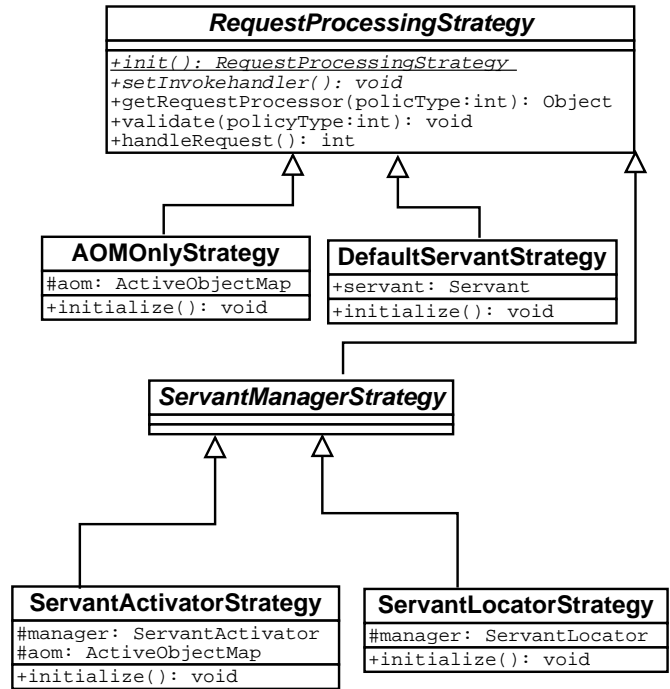 RequestProcessingStrategy
+init(): RequestProcessingStrategy
+setInvokehandler(): void
+getRequestProcessor(policType:int): Object
+validate(policyType:int): void
+handleRequest(): int
AOMOnlyStrategy
#aom: ActiveObjectMap
+initialize(): void
DefaultServantStrategy
+servant: Servant
+initialize(): void
ServantManagerStrategy
ServantActivatorStrategy
#manager: ServantActivator
#aom: ActiveObjectMap
+initialize(): void
ServantLocatorStrategy
#manager: ServantLocator
+initialize(): void